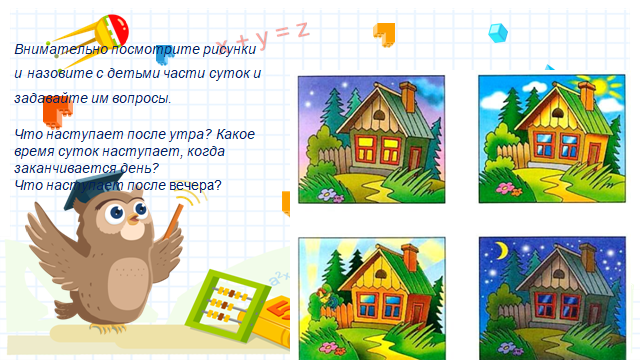 x + y = z
Внимательно посмотрите рисунки
и назовите с детьми части суток и
задавайте им вопросы.
Что наступает после утра? Какое
время суток наступает, когда
заканчивается день?
Что наступает после вечера?
a²x